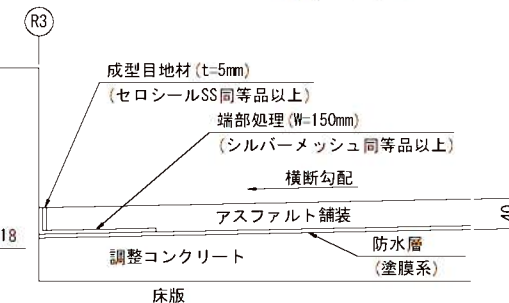 R3
成型目地材(t=5mm)
(セロシールSS同等品以上)
端部処理(W=150mm)
(シルバーメッシュ同等品以上)
横断勾配
アスファルト舗装
40
18
防水層
(塗膜系)
調整コンクリート
床版